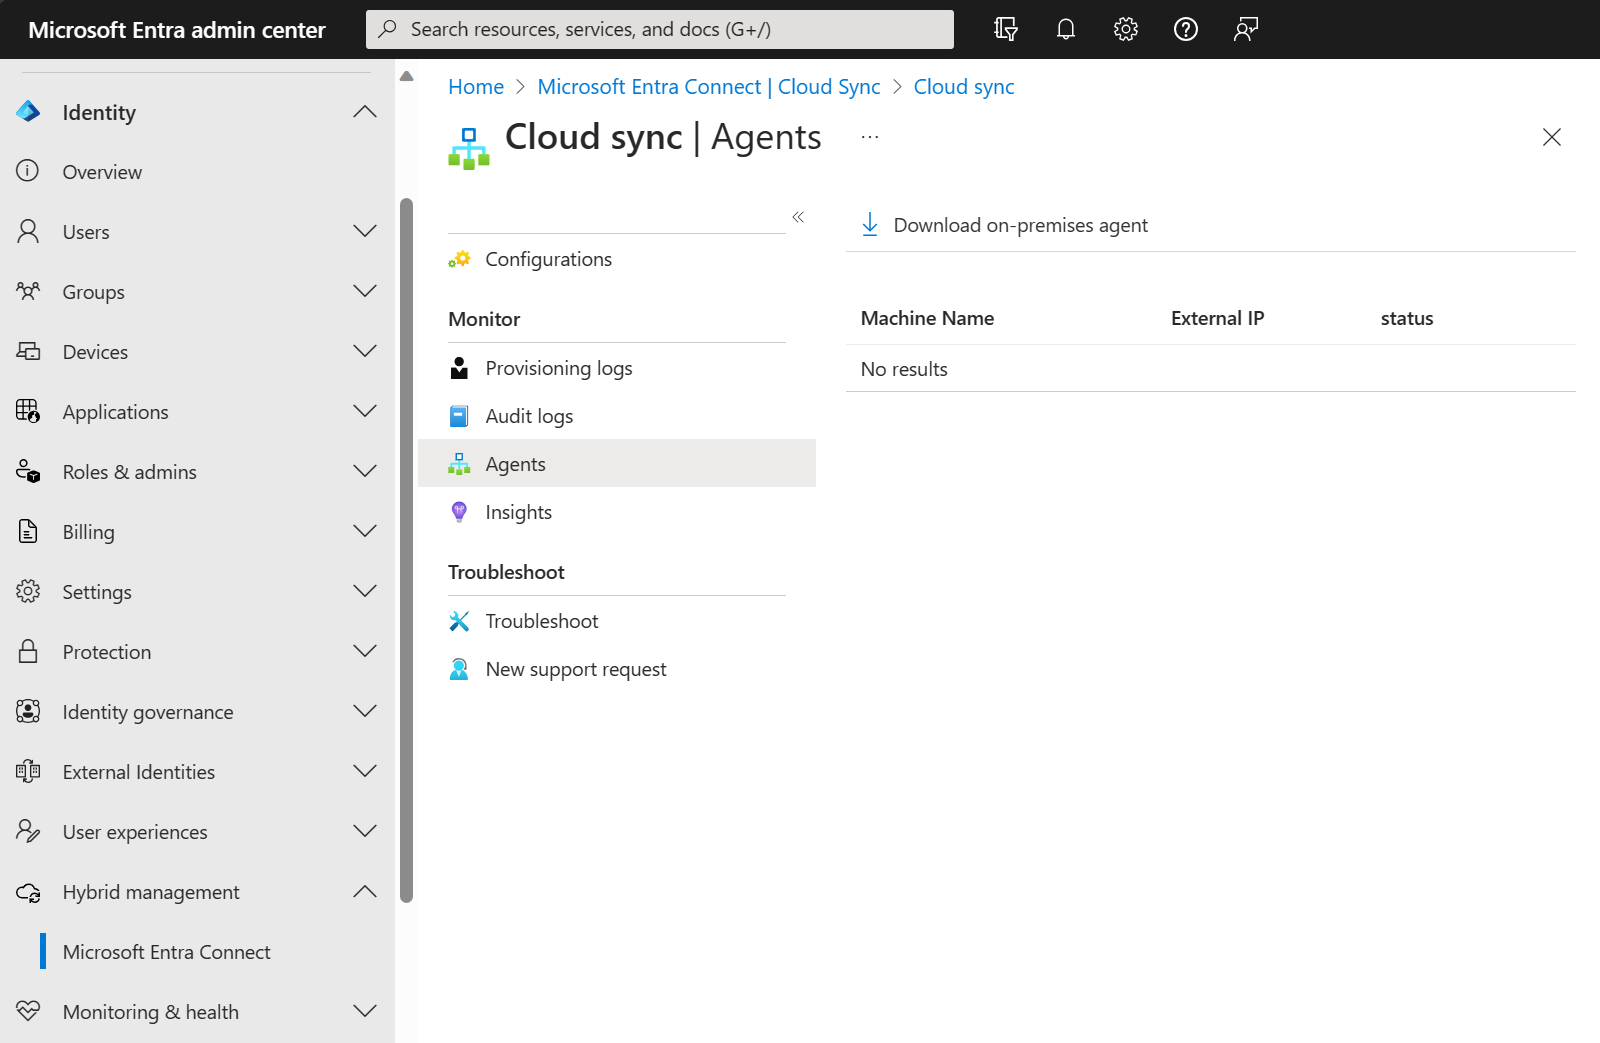 Microsoft Entra admin center
Search resources, services, and docs (G+/)
Identity
Overview
Users
Groups
Devices
Applications
Roles & admins
Billing
Settings
Protection
Identity governance
External Identities
User experiences
Hybrid management
Microsoft Entra Connect
Monitoring & health
Home > Microsoft Entra Connect | Cloud Sync > Cloud sync
Cloud sync | Agents ...
Configurations
Monitor
Provisioning logs
Audit logs
Agents
Insights
Troubleshoot
Troubleshoot
New support request
Download on-premises agent
Machine Name External IP status
No results